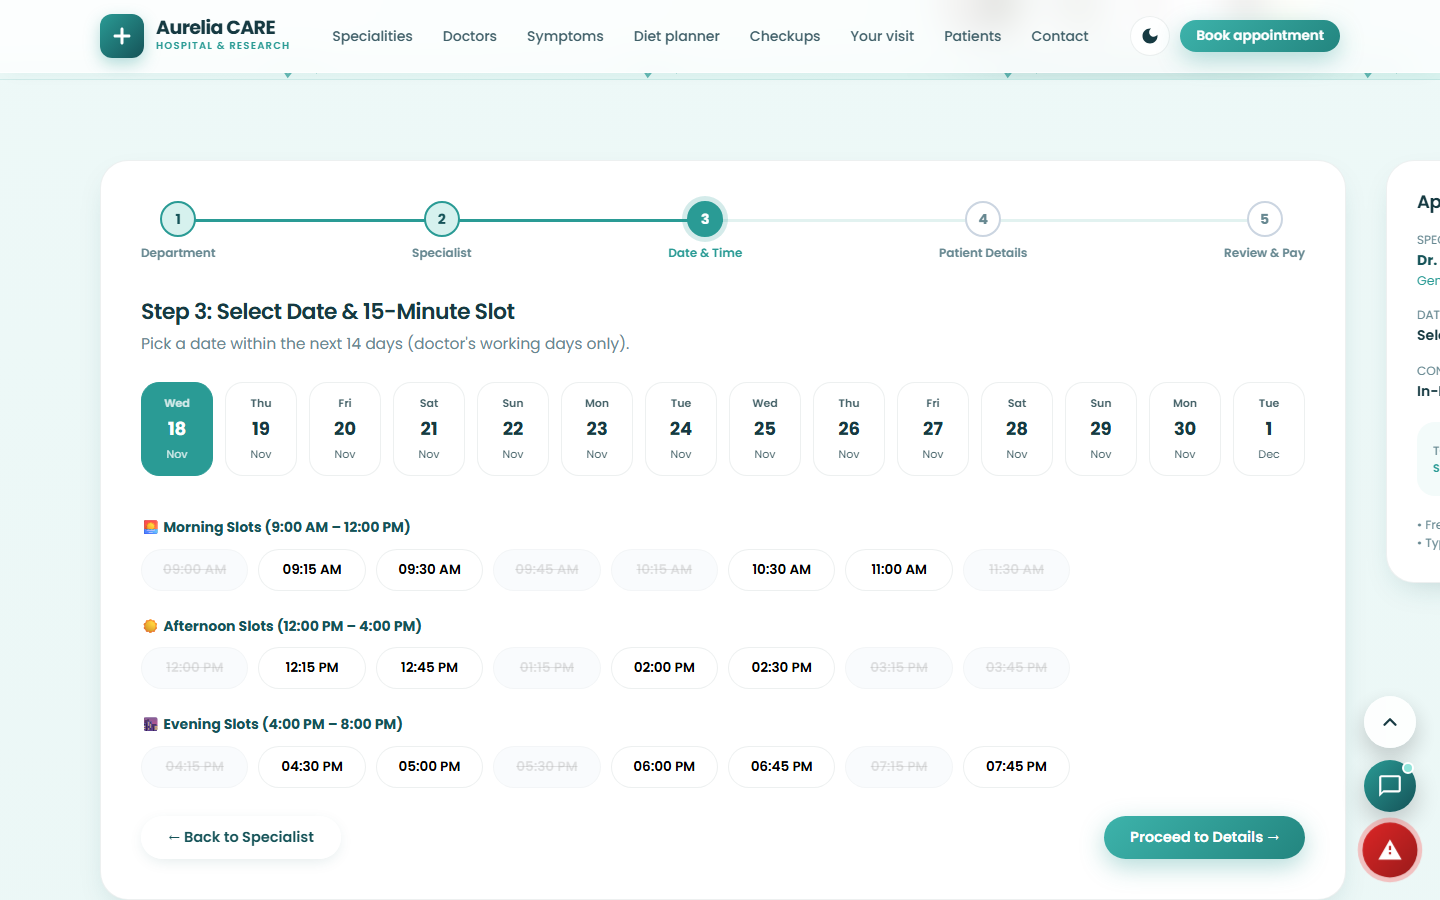 Aurelia CARE
HOSPITAL & RESEARCH
Specialities
Doctors
Symptoms
Diet planner
Checkups
Your visit
Patients
Contact
Book appointment
1
2
3
4
5
Department
Specialist
Date & Time
Patient Details
Review & Pay
Step 3: Select Date & 15-Minute Slot
Pick a date within the next 14 days (doctor's working days only).
Wed
18
Nov
Thu
19
Nov
Fri
20
Nov
Sat
21
Nov
Sun
22
Nov
Mon
23
Nov
Tue
24
Nov
Wed
25
Nov
Thu
26
Nov
Fri
27
Nov
Sat
28
Nov
Sun
29
Nov
Mon
30
Nov
Tue
1
Dec
Morning Slots (9:00 AM – 12:00 PM)
09:00 AM
09:15 AM
09:30 AM
09:45 AM
10:15 AM
10:30 AM
11:00 AM
11:30 AM
Afternoon Slots (12:00 PM – 4:00 PM)
12:00 PM
12:15 PM
12:45 PM
01:15 PM
02:00 PM
02:30 PM
03:15 PM
03:45 PM
Evening Slots (4:00 PM – 8:00 PM)
04:15 PM
04:30 PM
05:00 PM
05:30 PM
06:00 PM
06:45 PM
07:15 PM
07:45 PM
← Back to Specialist
Proceed to Details →
Dr.